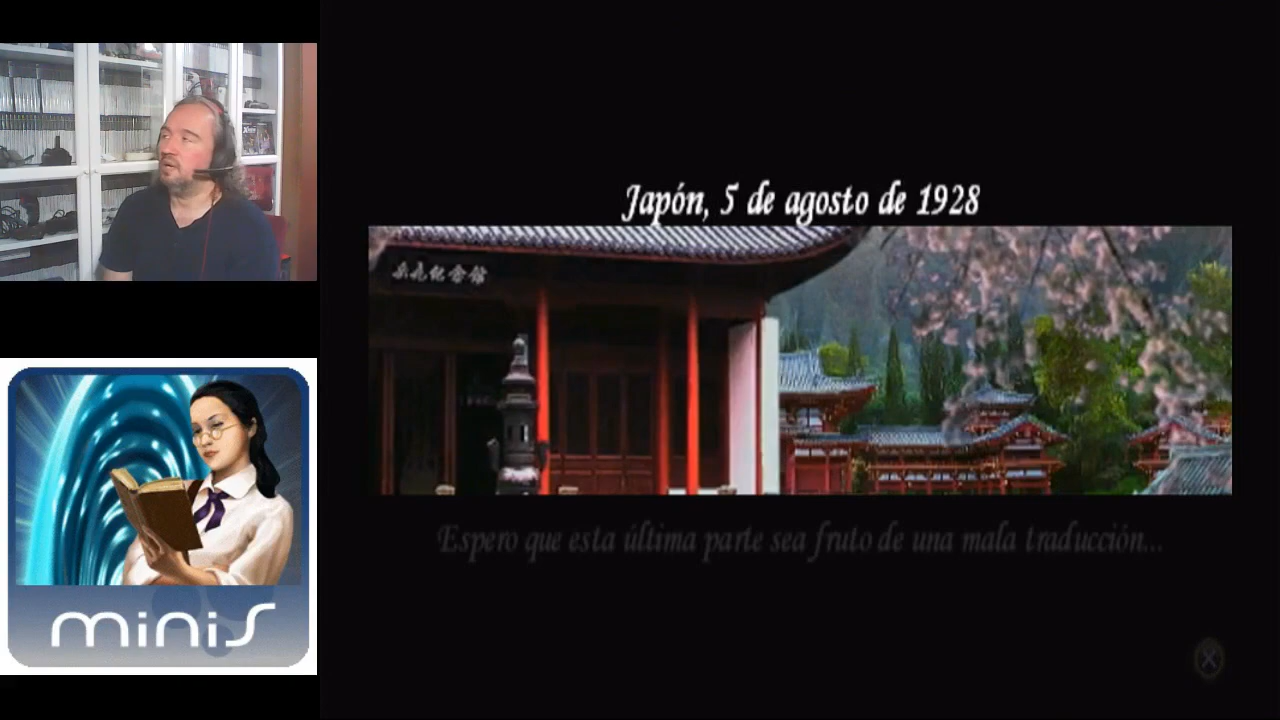 Japón, 5 de agosto de 1928
Espero que esta última parte sea fruto de una mala traducción...
minis